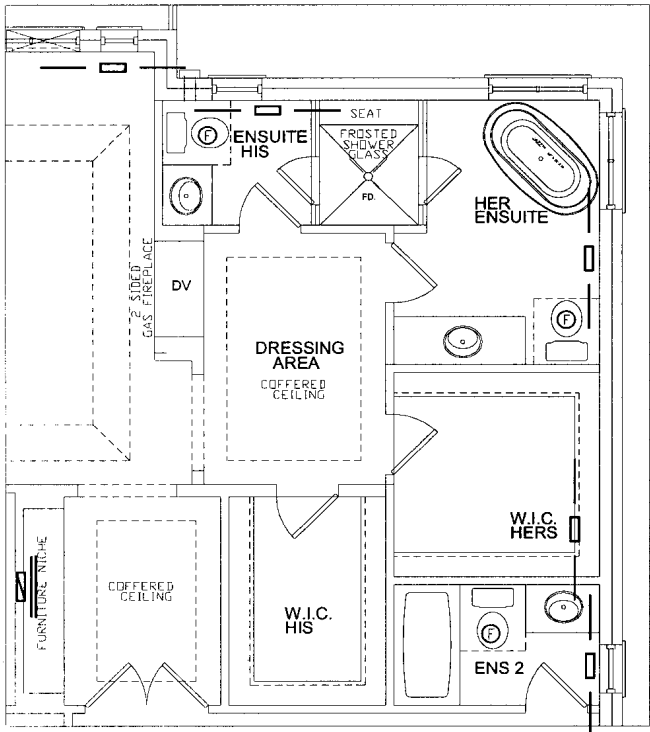 SEAT
F
ENSUITE
HIS
FROSTED
SHOWER
GLASS
FD.
HER
ENSUITE
2 SIDED
GAS FIREPLACE
DV
F
DRESSING
AREA
COFFERED
CEILING
W.I.C.
HERS
FURNITURE NICHE
COFFERED
CEILING
W.I.C.
HIS
F
ENS 2